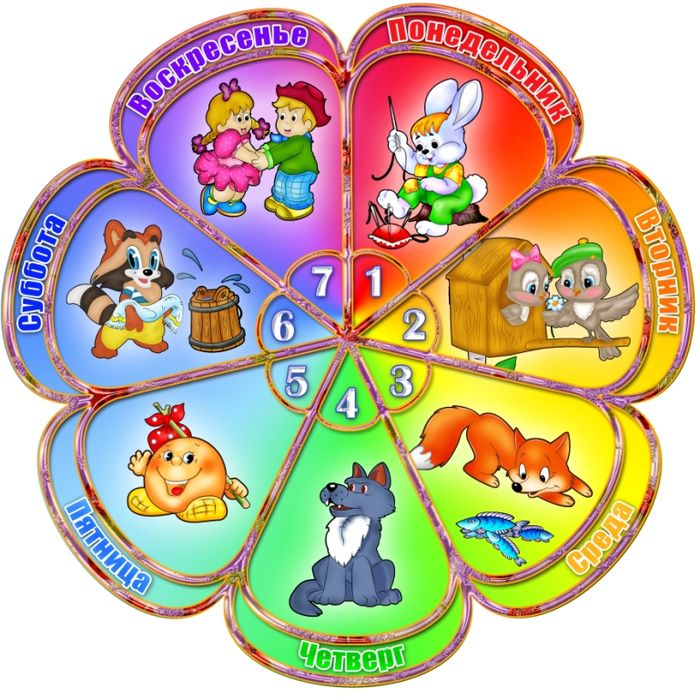 Понедельник
Вторник
Среда
Четверг
Пятница
Суббота
Воскресенье
1
2
3
4
5
6
7